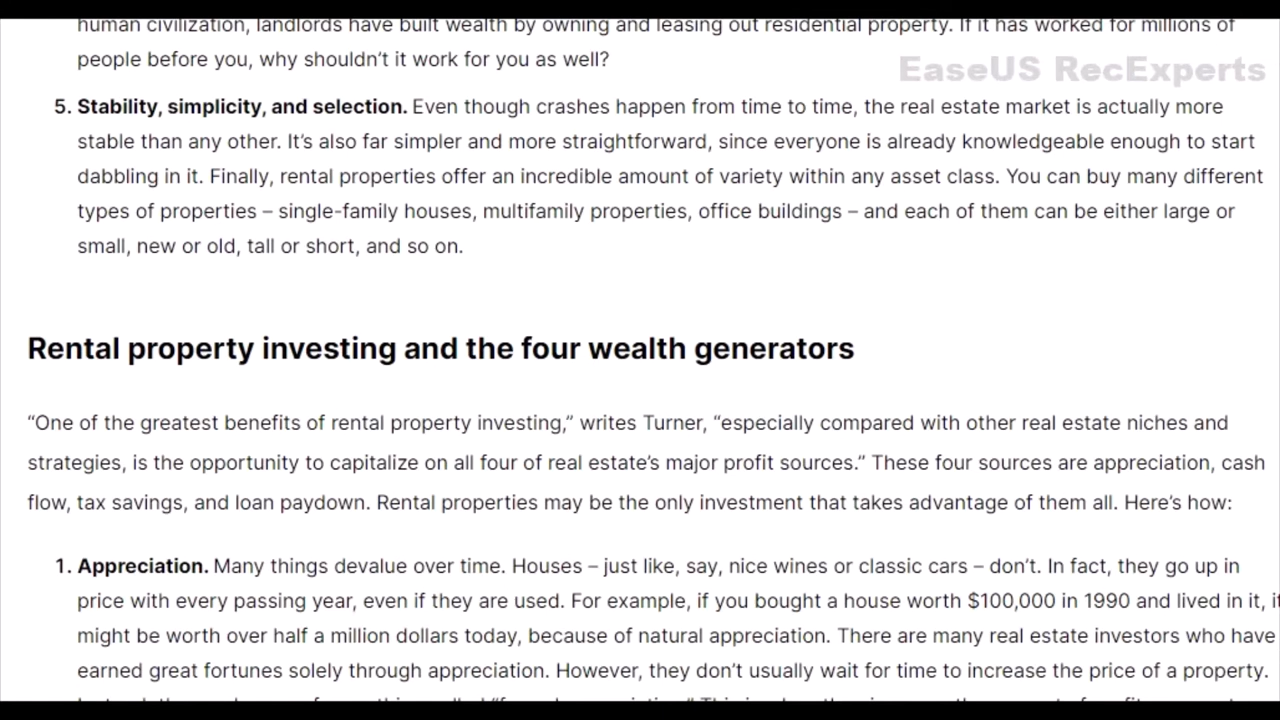 human civilization, landlords have built wealth by owning and leasing out residential property. If it has worked for millions of
people before you, why shouldn’t it work for you as well?
EaseUS RecExperts
5. Stability, simplicity, and selection. Even though crashes happen from time to time, the real estate market is actually more
stable than any other. It’s also far simpler and more straightforward, since everyone is already knowledgeable enough to start
dabbling in it. Finally, rental properties offer an incredible amount of variety within any asset class. You can buy many different
types of properties – single-family houses, multifamily properties, office buildings – and each of them can be either large or
small, new or old, tall or short, and so on.
Rental property investing and the four wealth generators
“One of the greatest benefits of rental property investing,” writes Turner, “especially compared with other real estate niches and
strategies, is the opportunity to capitalize on all four of real estate’s major profit sources.” These four sources are appreciation, cash
flow, tax savings, and loan paydown. Rental properties may be the only investment that takes advantage of them all. Here’s how:
1. Appreciation. Many things devalue over time. Houses – just like, say, nice wines or classic cars – don’t. In fact, they go up in
price with every passing year, even if they are used. For example, if you bought a house worth $100,000 in 1990 and lived in it, it
might be worth over half a million dollars today, because of natural appreciation. There are many real estate investors who have
earned great fortunes solely through appreciation. However, they don’t usually wait for time to increase the price of a property.